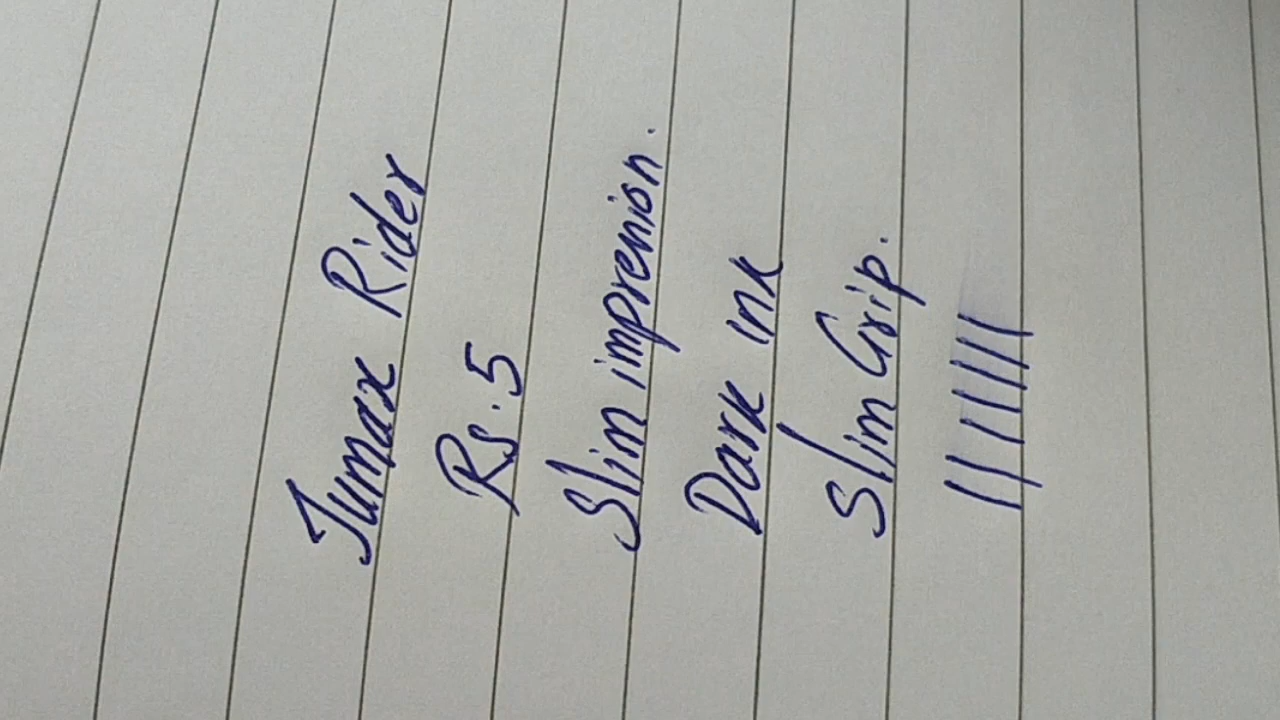 Jumax Rider
Rs. 5
Slim impression.
Dark ink
Slim Grip.